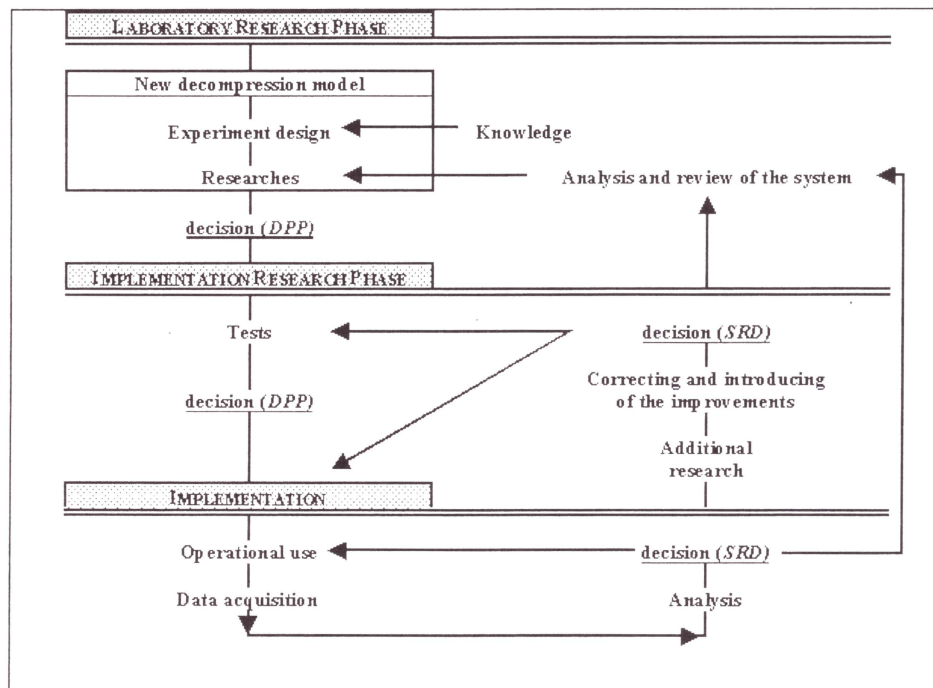 LABORATORY RESEARCH PHASE
New decompression model
Experiment design
Knowledge
Researches
Analysis and review of the system
decision (DPP)
IMPLEMENTATION RESEARCH PHASE
Tests
decision (SRD)
Correcting and introducing
of the improvements
decision (DPP)
Additional
research
IMPLEMENTATION
Operational use
decision (SRD)
Data acquisition
Analysis